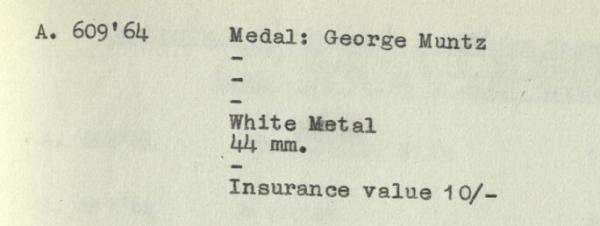 A. 609'64 Medal: George Muntz
-
-
-
White Metal
44 mm.
-
Insurance value 10/-